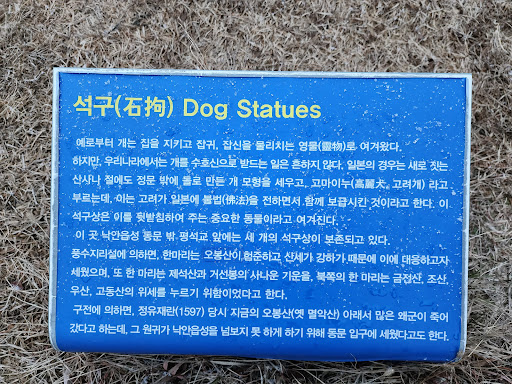 석구(石拘) Dog Statues
예로부터 개는 집을 지키고 잡귀, 잡신을 물리치는 영물(靈物)로 여겨왔다.
하지만, 우리나라에서는 개를 수호신으로 받드는 일은 흔하지 않다. 일본의 경우는 새로 짓는
산사나 절에도 정문 밖에 돌로 만든 개 모형을 세우고, 고마이누(高麗犬, 고려개) 라고
부르는데, 이는 고려가 일본에 불법(佛法)을 전하면서 함께 보급시킨 것이라고 한다. 이
석구상은 이를 뒷받침하여 주는 중요한 동물이라고 여겨진다.
이 곳 낙안읍성 동문 밖 평석교 앞에는 세 개의 석구상이 보존되고 있다.
풍수지리설에 의하면, 한마리는 오봉산이 험준하고 산세가 강하기 때문에 이에 대응하고자
세웠으며, 또 한 마리는 제석산과 거선봉의 사나운 기운을, 북쪽의 한 마리는 금전산, 조산,
우산, 고동산의 위세를 누르기 위함이었다고 한다.
구전에 의하면, 정유재란(1597) 당시 지금의 오봉산(옛 멸악산) 아래서 많은 왜군이 죽어
갔다고 하는데, 그 원귀가 낙안읍성을 넘보지 못 하게 하기 위해 동문 입구에 세웠다고도 한다.